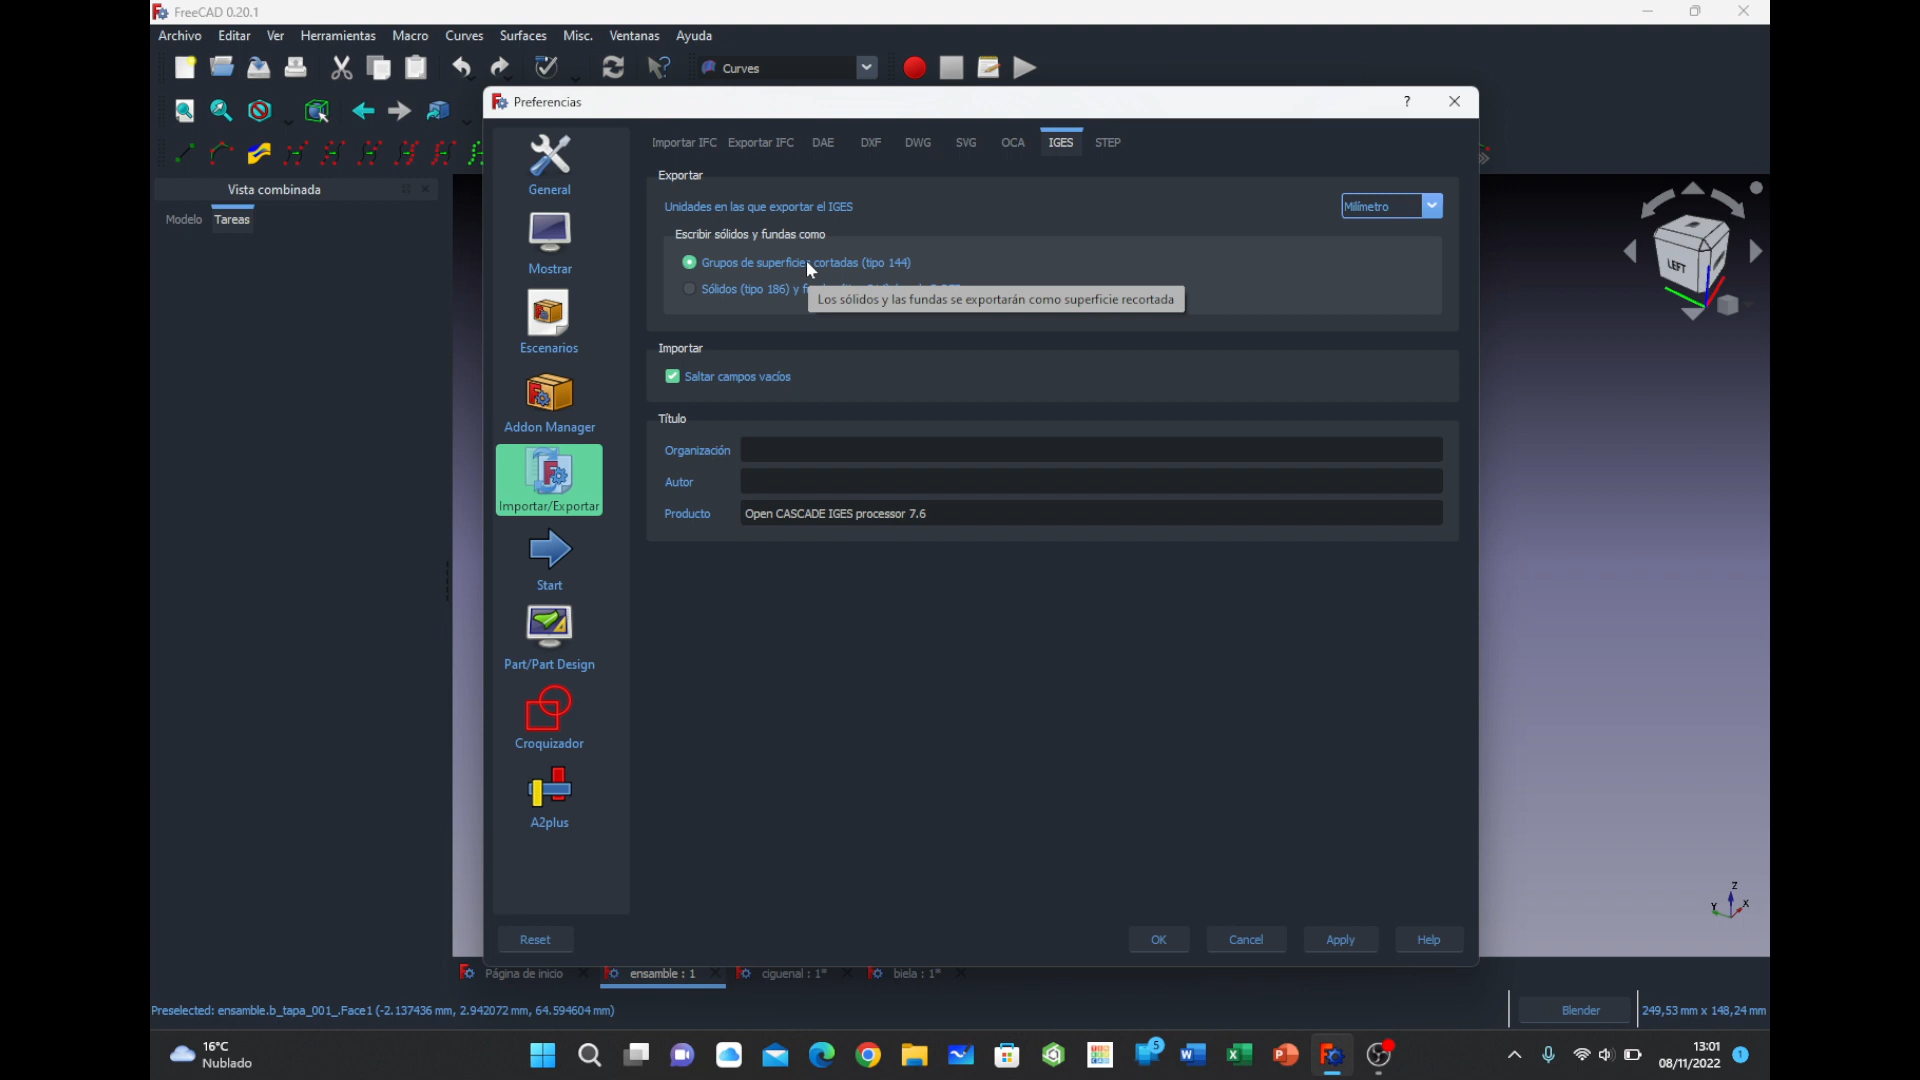 FreeCAD 0.20.1
Archivo Editar Ver Herramientas Macro Curves Surfaces Misc. Ventanas Ayuda
Curves
Preferencias
Importar IFC Exportar IFC DAE DXF DWG SVG OCA IGES STEP
Vista combinada
Modelo Tareas
General
Mostrar
Escenarios
Addon Manager
Importar/Exportar
Start
Part/Part Design
Croquizador
A2plus
Exportar
Unidades en las que exportar el IGES
Milímetro
Escribir sólidos y fundas como
Grupos de superficies cortadas (tipo 144)
Sólidos (tipo 186) y
Los sólidos y las fundas se exportarán como superficie recortada
Importar
Saltar campos vacíos
Título
Organización
Autor
Producto Open CASCADE IGES processor 7.6
LEFT
Z
Y X
Reset OK Cancel Apply Help
Página de inicio ensamble : 1 ciguenal : 1* biela : 1*
Preselected: ensamble.b_tapa_001_.Face1 (-2.137436 mm, 2.942072 mm, 64.594604 mm)
Blender 249,53 mm x 148,24 mm
16°C
Nublado
5
13:01
08/11/2022
1